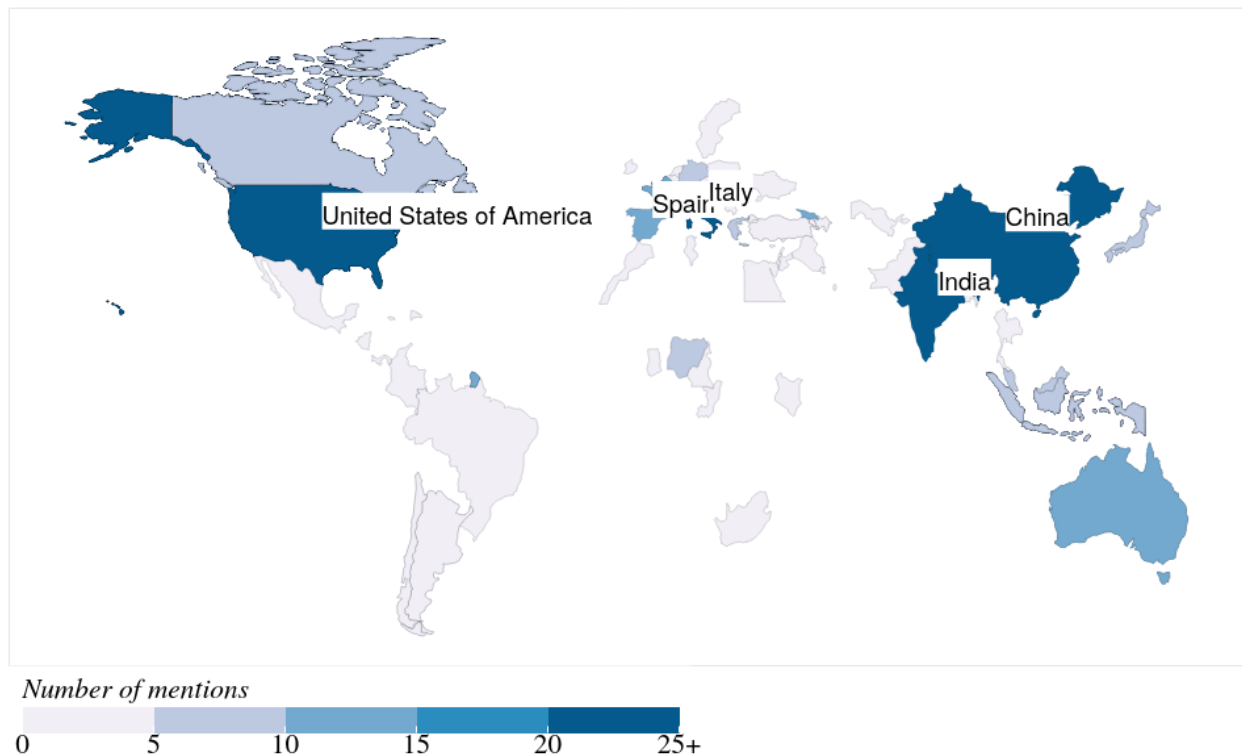 Italy
Spain
United States of America
China
India
Number of mentions
0 5 10 15 20 25+